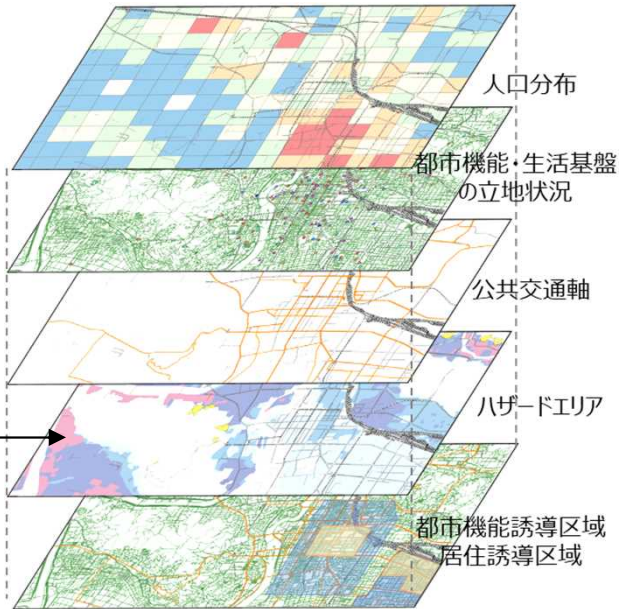 人口分布
都市機能・生活基盤
の立地状況
公共交通軸
ハザードエリア
都市機能誘導区域
居住誘導区域